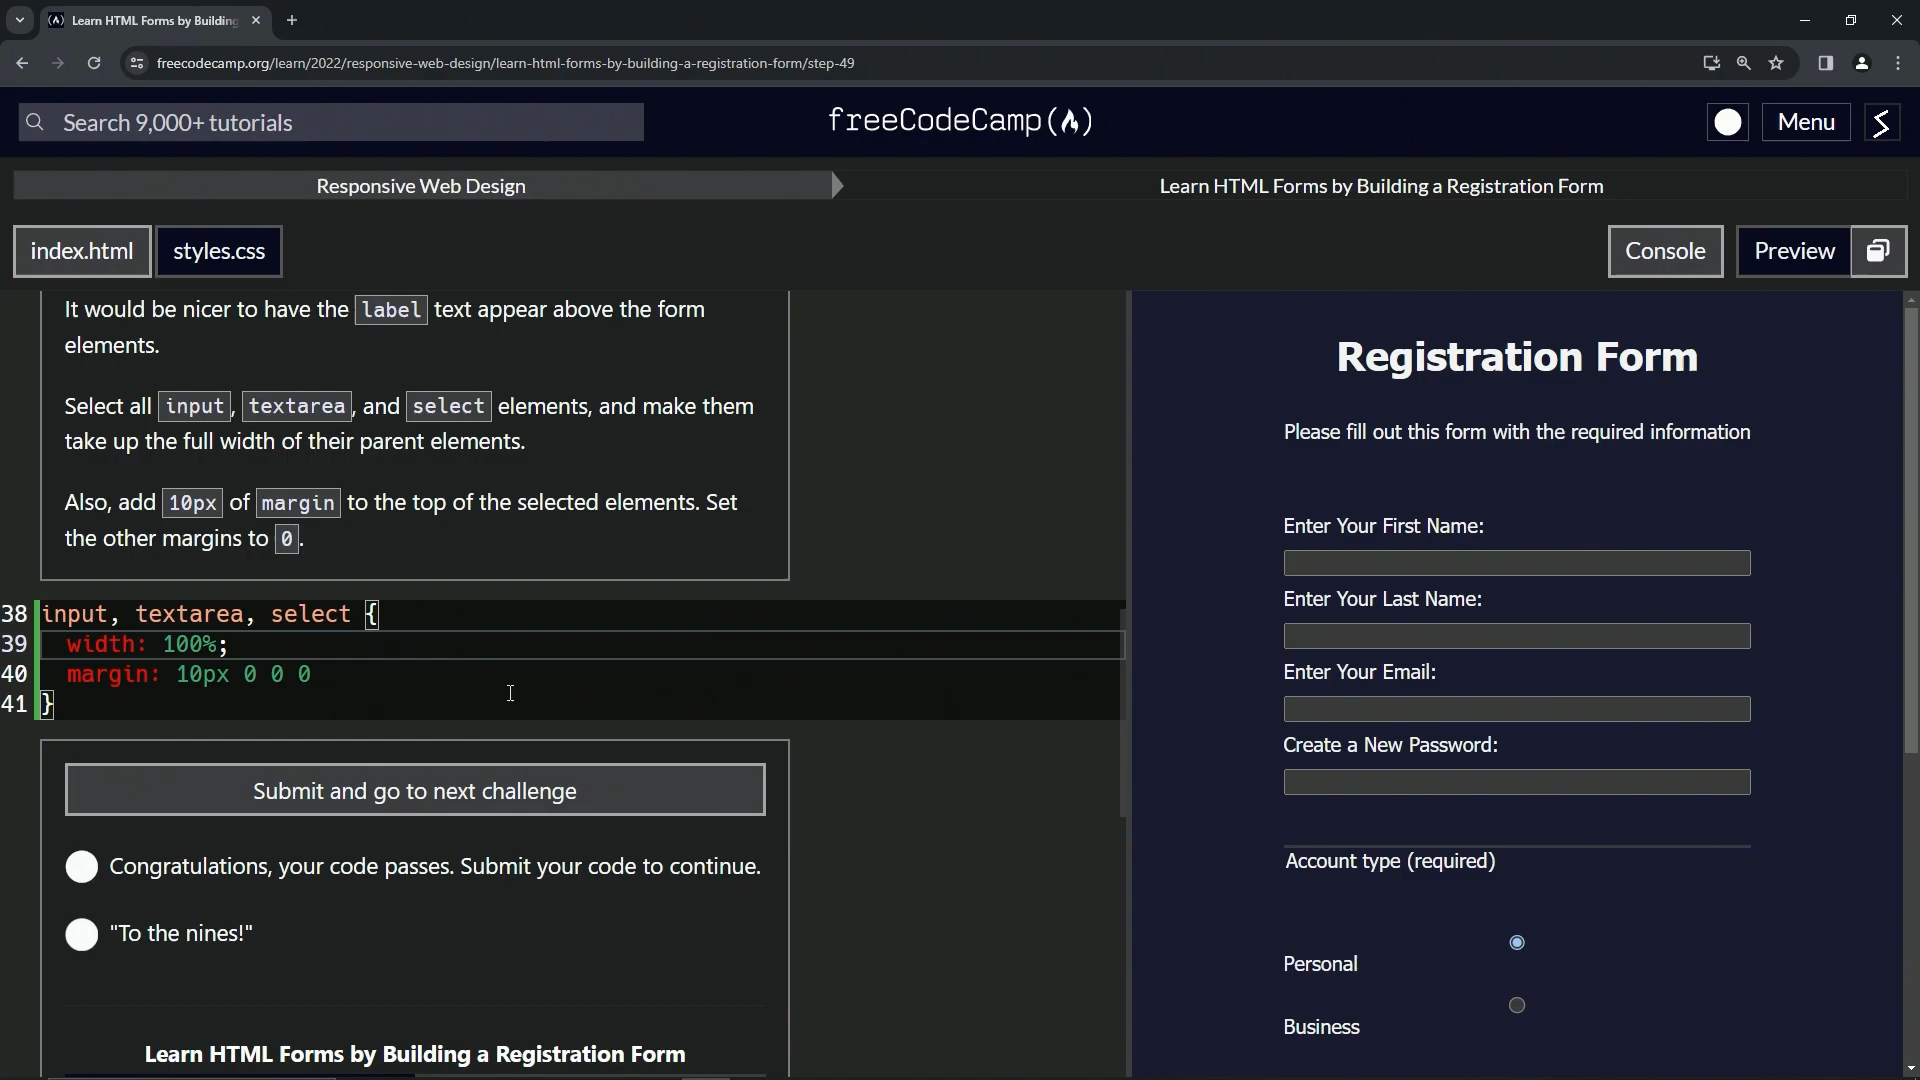 Learn HTML Forms by Building
freecodecamp.org/learn/2022/responsive-web-design/learn-html-forms-by-building-a-registration-form/step-49
Search 9,000+ tutorials
freeCodeCamp
Menu
Responsive Web Design
Learn HTML Forms by Building a Registration Form
index.html
styles.css
Console
Preview
It would be nicer to have the label text appear above the form
elements.
Select all input, textarea, and select elements, and make them
take up the full width of their parent elements.
Also, add 10px of margin to the top of the selected elements. Set
the other margins to 0.
38 input, textarea, select {
39 width: 100%;
40 margin: 10px 0 0 0
41 }
Submit and go to next challenge
Congratulations, your code passes. Submit your code to continue.
"To the nines!"
Learn HTML Forms by Building a Registration Form
Registration Form
Please fill out this form with the required information
Enter Your First Name:
Enter Your Last Name:
Enter Your Email:
Create a New Password:
Account type (required)
Personal
Business